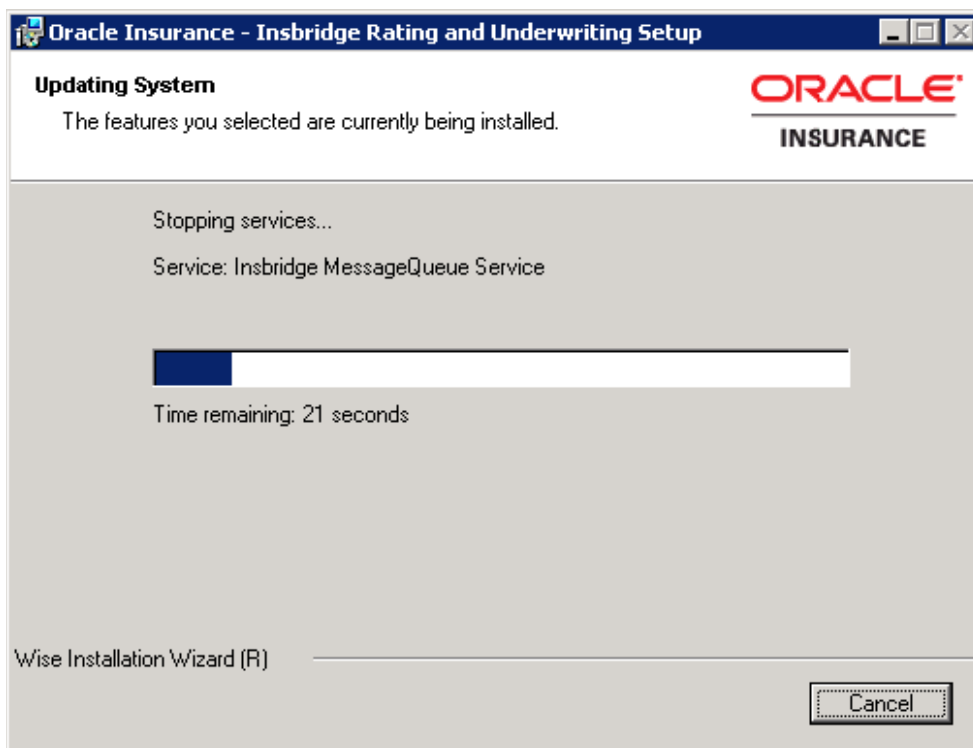 Oracle Insurance - Insbridge Rating and Underwriting Setup
Updating System
The features you selected are currently being installed.
ORACLE
INSURANCE
Stopping services...
Service: Insbridge MessageQueue Service
Time remaining: 21 seconds
Wise Installation Wizard (R)
Cancel